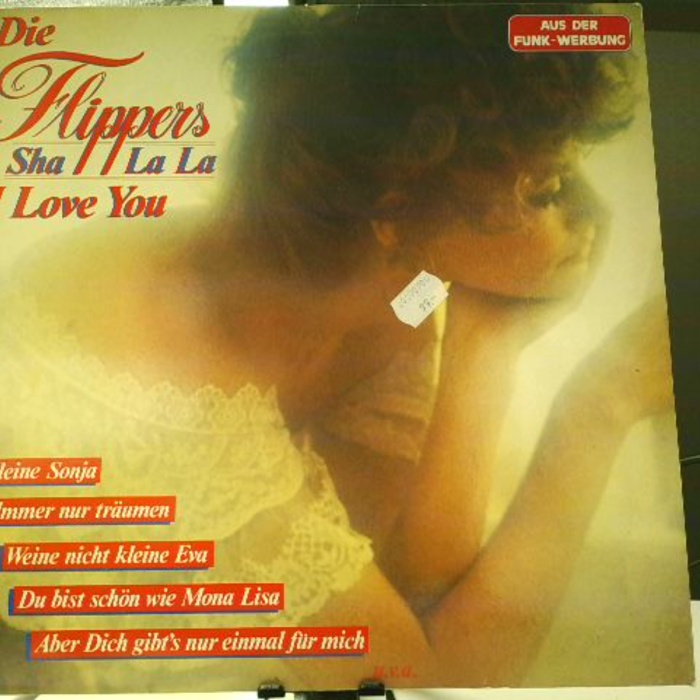 Die
Flippers
Sha La La
I Love You
AUS DER
FUNK-WERBUNG
99,-
leine Sonja
Immer nur träumen
Weine nicht kleine Eva
Du bist schön wie Mona Lisa
Aber Dich gibt's nur einmal für mich
u.v.a.